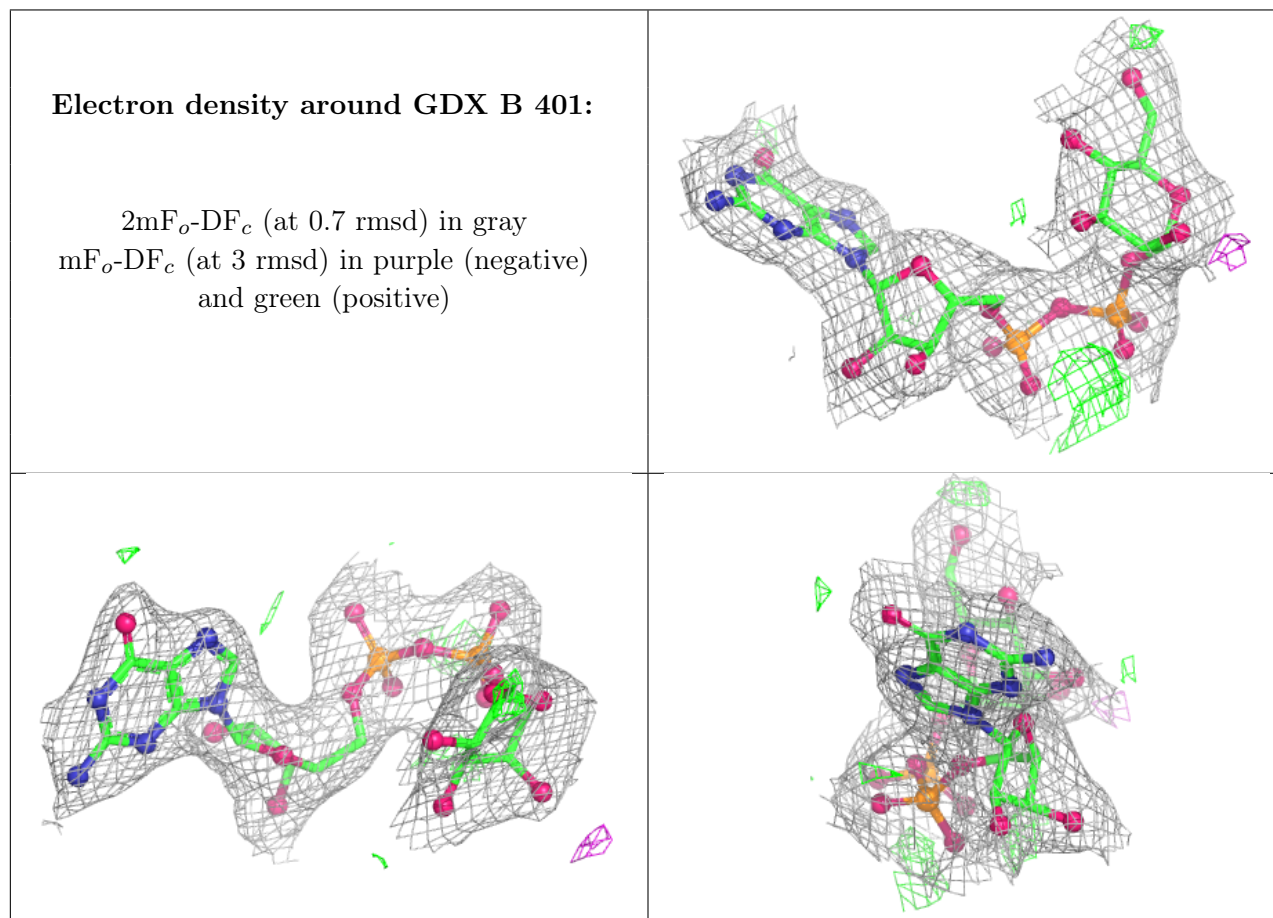 Electron density around GDX B 401:
2mFo-DFc (at 0.7 rmsd) in gray
mFo-DFc (at 3 rmsd) in purple (negative)
and green (positive)